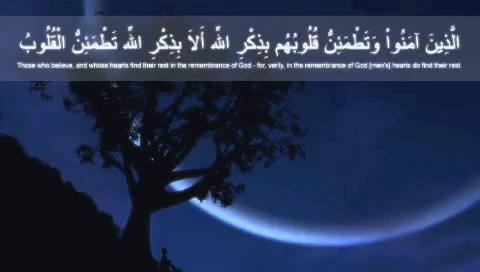 الَّذِينَ آمَنُواْ وَتَطْمَئِنُّ قُلُوبُهُم بِذِكْرِ اللّهِ أَلاَ بِذِكْرِ اللّهِ تَطْمَئِنُّ الْقُلُوبُ
Those who believe, and whose hearts find their rest in the remembrance of God - for, verily, in the remembrance of God [men's] hearts do find their rest.